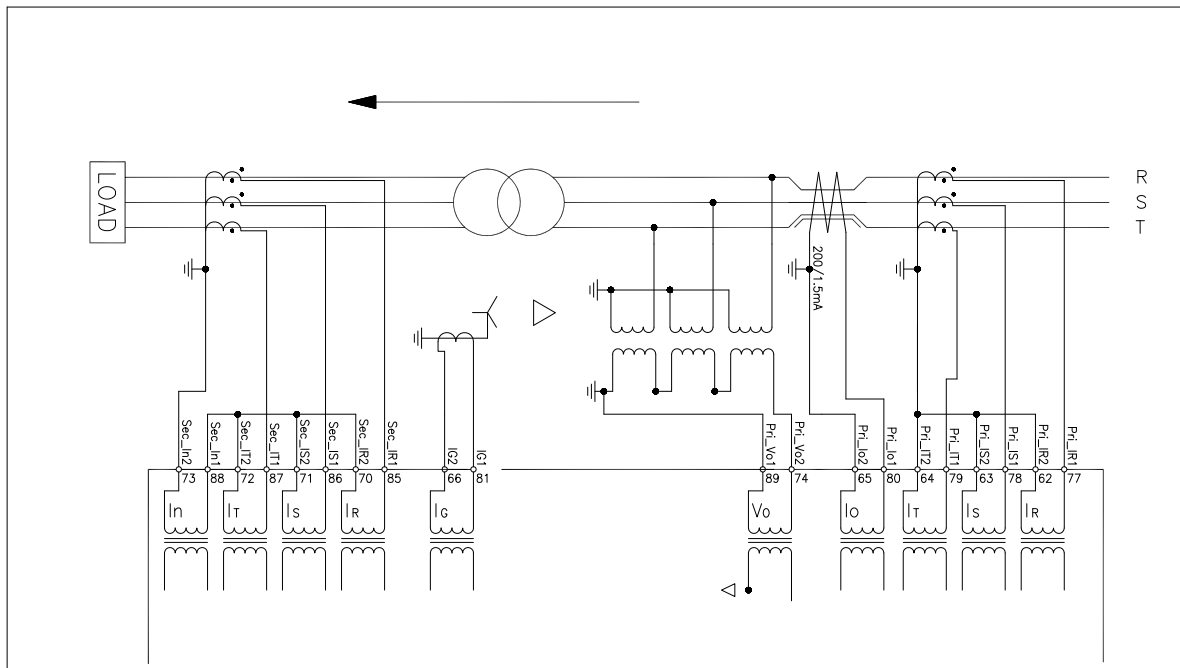 LOAD
R
S
T
200/1.5mA
Sec_In2
Sec_In1
Sec_IT2
Sec_IT1
Sec_IS2
Sec_IS1
Sec_IR2
Sec_IR1
IG2
IG1
Pri_Vo1
Pri_Vo2
Pri_Io2
Pri_Io1
Pri_IT2
Pri_IT1
Pri_IS2
Pri_IS1
Pri_IR2
Pri_IR1
73 88 72 87 71 86 70 85 66 81 89 74 65 80 64 79 63 78 62 77
In IT IS IR IG VO IO IT IS IR